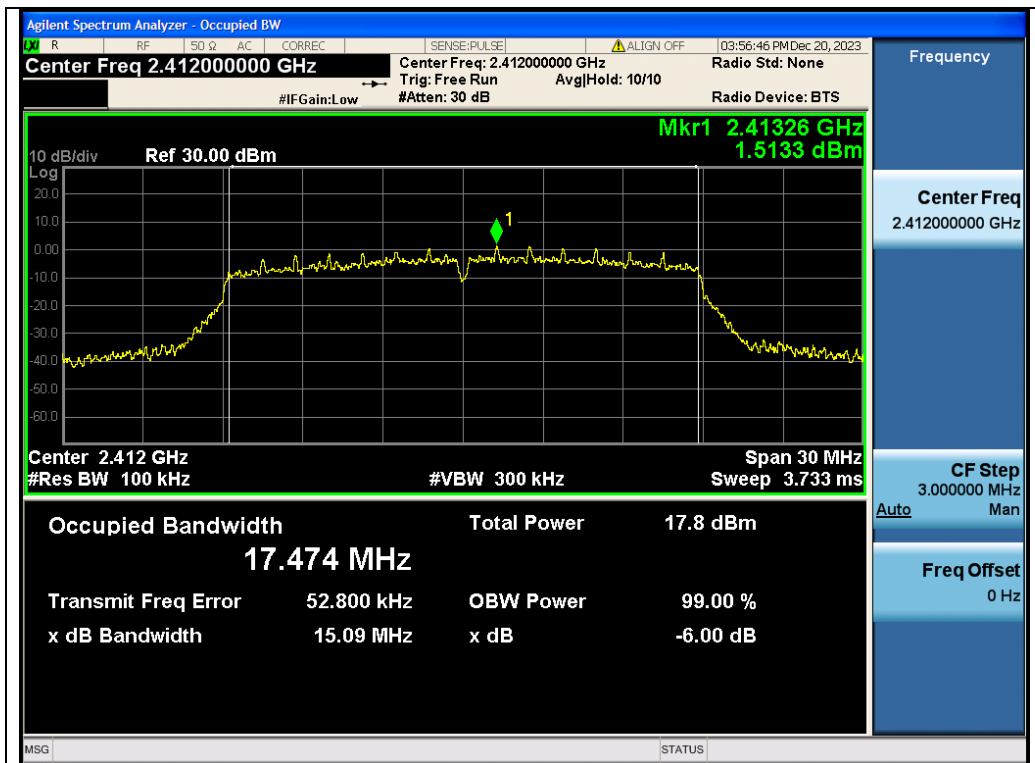 Agilent Spectrum Analyzer - Occupied BW
LXI R RF 50 Ω AC CORREC SENSE:PULSE ALIGN OFF 03:56:46 PM Dec 20, 2023
Center Freq 2.412000000 GHz
Center Freq: 2.412000000 GHz
Radio Std: None
Trig: Free Run Avg|Hold: 10/10
#IFGain:Low #Atten: 30 dB Radio Device: BTS
Mkr1 2.41326 GHz
1.5133 dBm
10 dB/div Ref 30.00 dBm
Log
20.0
10.0
0.00
-10.0
-20.0
-30.0
-40.0
-50.0
-60.0
1
Center 2.412 GHz Span 30 MHz
#Res BW 100 kHz #VBW 300 kHz Sweep 3.733 ms
Occupied Bandwidth Total Power 17.8 dBm
17.474 MHz
Transmit Freq Error 52.800 kHz OBW Power 99.00 %
x dB Bandwidth 15.09 MHz x dB -6.00 dB
MSG STATUS
Frequency
Center Freq
2.412000000 GHz
CF Step
3.000000 MHz
Auto Man
Freq Offset
0 Hz